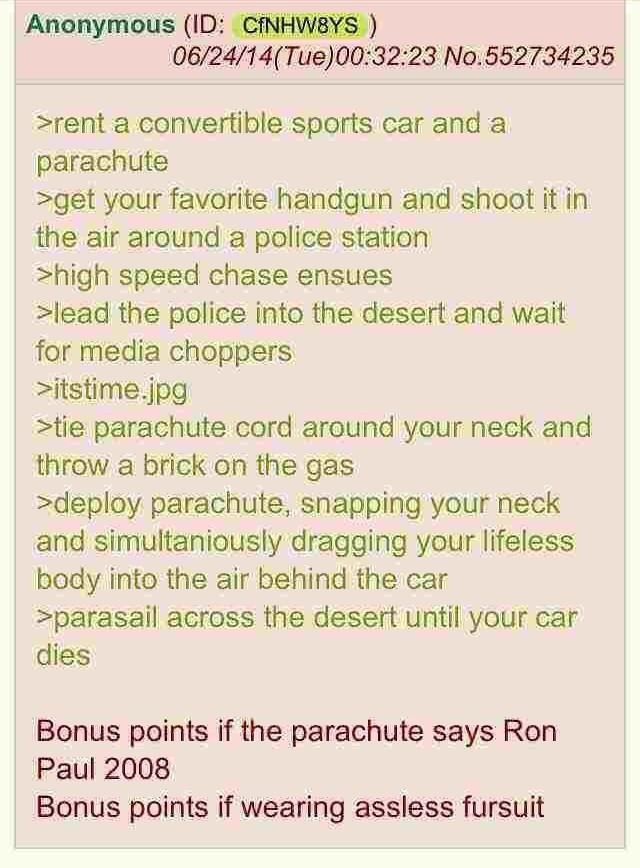 Anonymous (ID: CfNHW8YS )
06/24/14(Tue)00:32:23 No.552734235
>rent a convertible sports car and a
parachute
>get your favorite handgun and shoot it in
the air around a police station
>high speed chase ensues
>lead the police into the desert and wait
for media choppers
>itstime.jpg
>tie parachute cord around your neck and
throw a brick on the gas
>deploy parachute, snapping your neck
and simultaniously dragging your lifeless
body into the air behind the car
>parasail across the desert until your car
dies
Bonus points if the parachute says Ron
Paul 2008
Bonus points if wearing assless fursuit